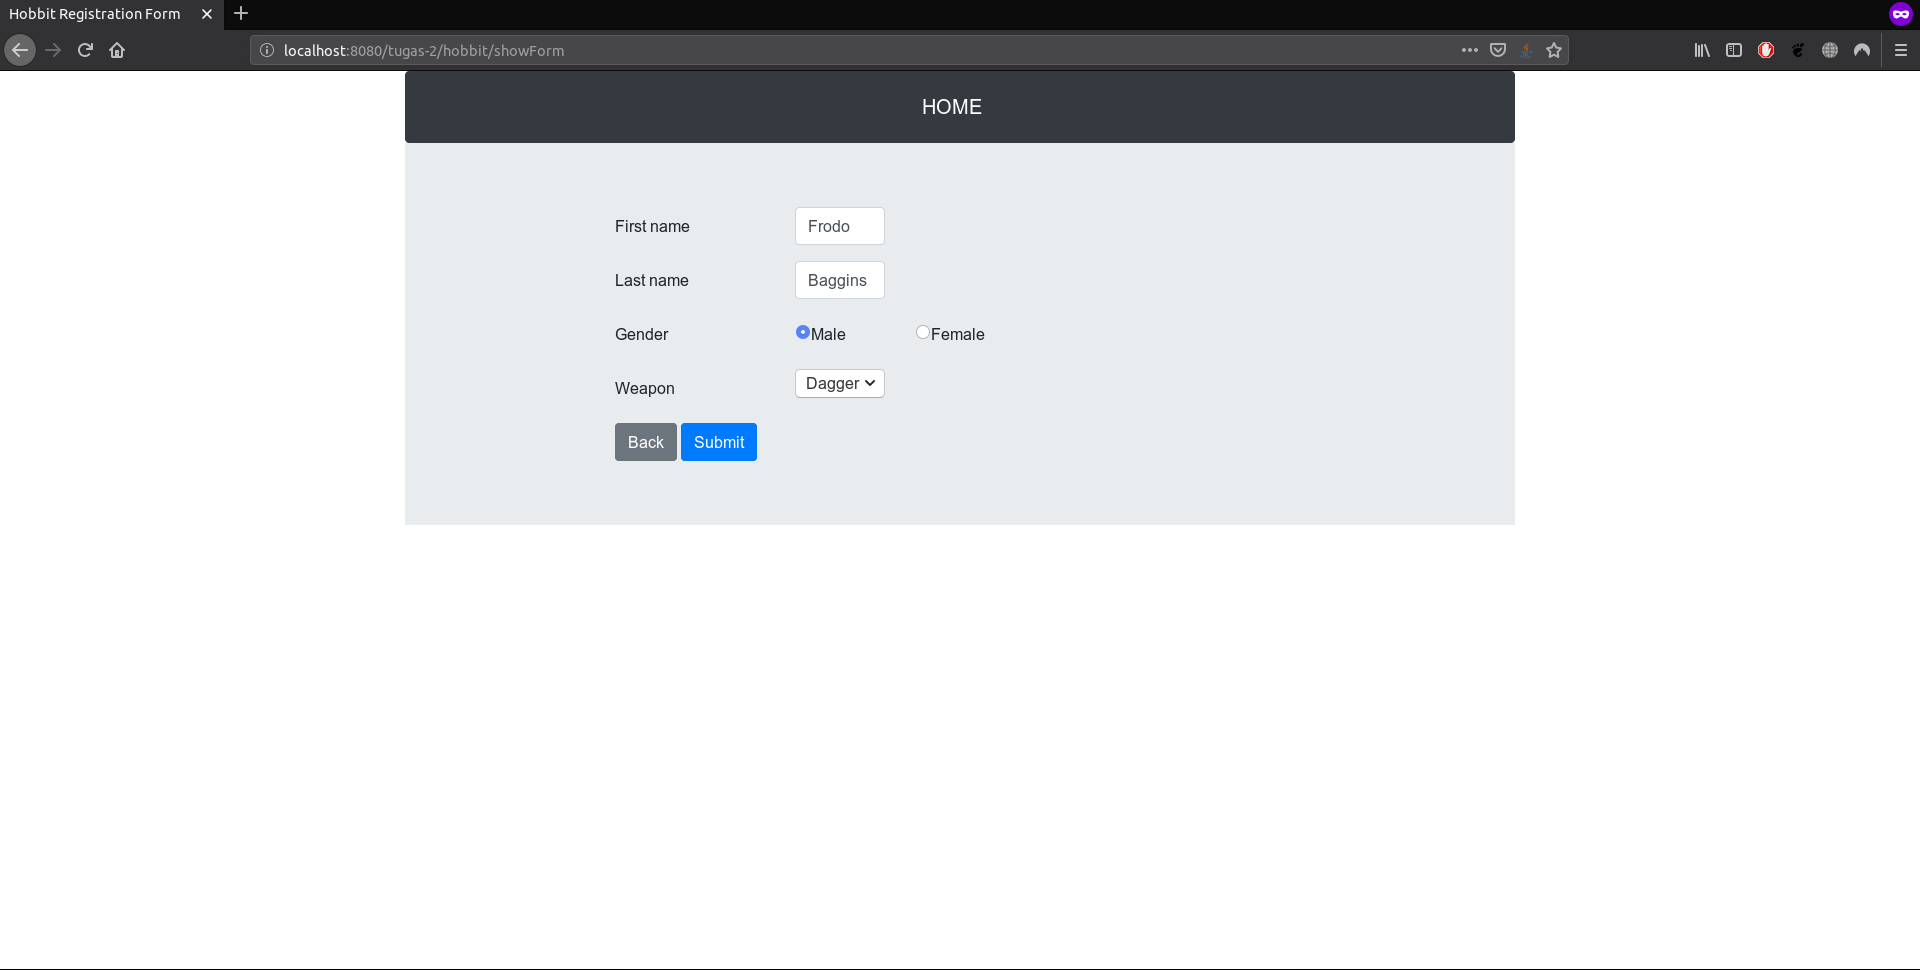 Hobbit Registration Form
localhost:8080/tugas-2/hobbit/showForm
HOME
First name Frodo
Last name Baggins
Gender Male Female
Weapon Dagger
Back Submit